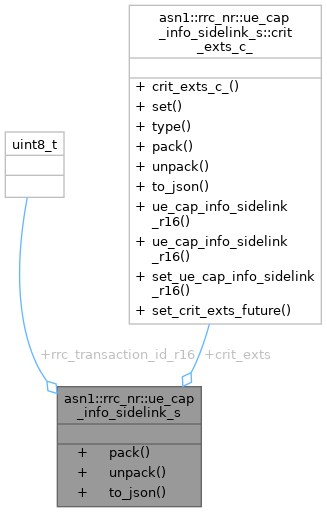 asn1::rrc_nr::ue_cap
_info_sidelink_s::crit
_exts_c_
+ crit_exts_c_()
+ set()
+ type()
+ pack()
+ unpack()
+ to_json()
+ ue_cap_info_sidelink
_r16()
+ ue_cap_info_sidelink
_r16()
+ set_ue_cap_info_sidelink
_r16()
+ set_crit_exts_future()
uint8_t
+rrc_transaction_id_r16
+crit_exts
asn1::rrc_nr::ue_cap
_info_sidelink_s
+ pack()
+ unpack()
+ to_json()